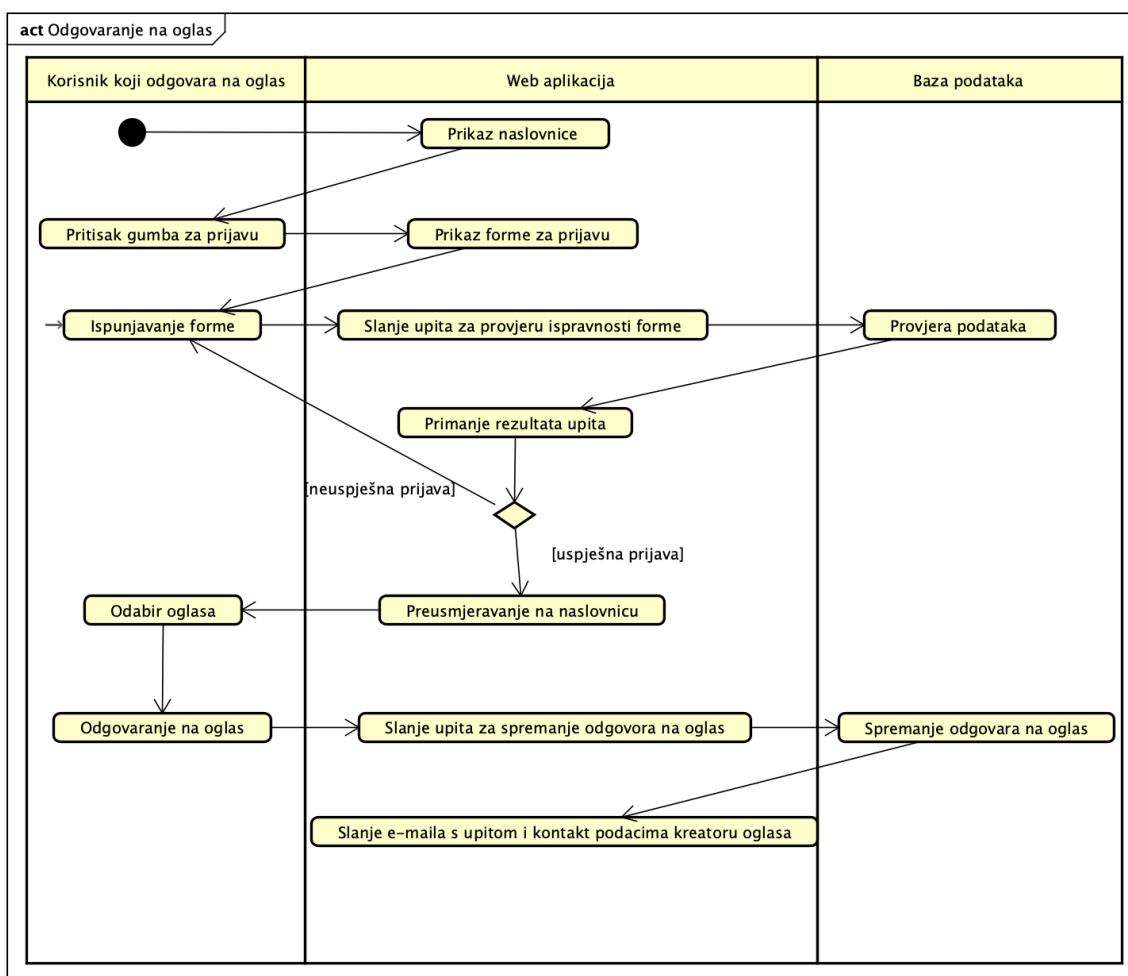 act Odgovaranje na oglas
Korisnik koji odgovara na oglas
Web aplikacija
Baza podataka
Prikaz naslovnice
Pritisak gumba za prijavu
Prikaz forme za prijavu
Ispunjavanje forme
Slanje upita za provjeru ispravnosti forme
Provjera podataka
Primanje rezultata upita
[neuspješna prijava]
[uspješna prijava]
Odabir oglasa
Preusmjeravanje na naslovnicu
Odgovaranje na oglas
Slanje upita za spremanje odgovora na oglas
Spremanje odgovara na oglas
Slanje e-maila s upitom i kontakt podacima kreatoru oglasa